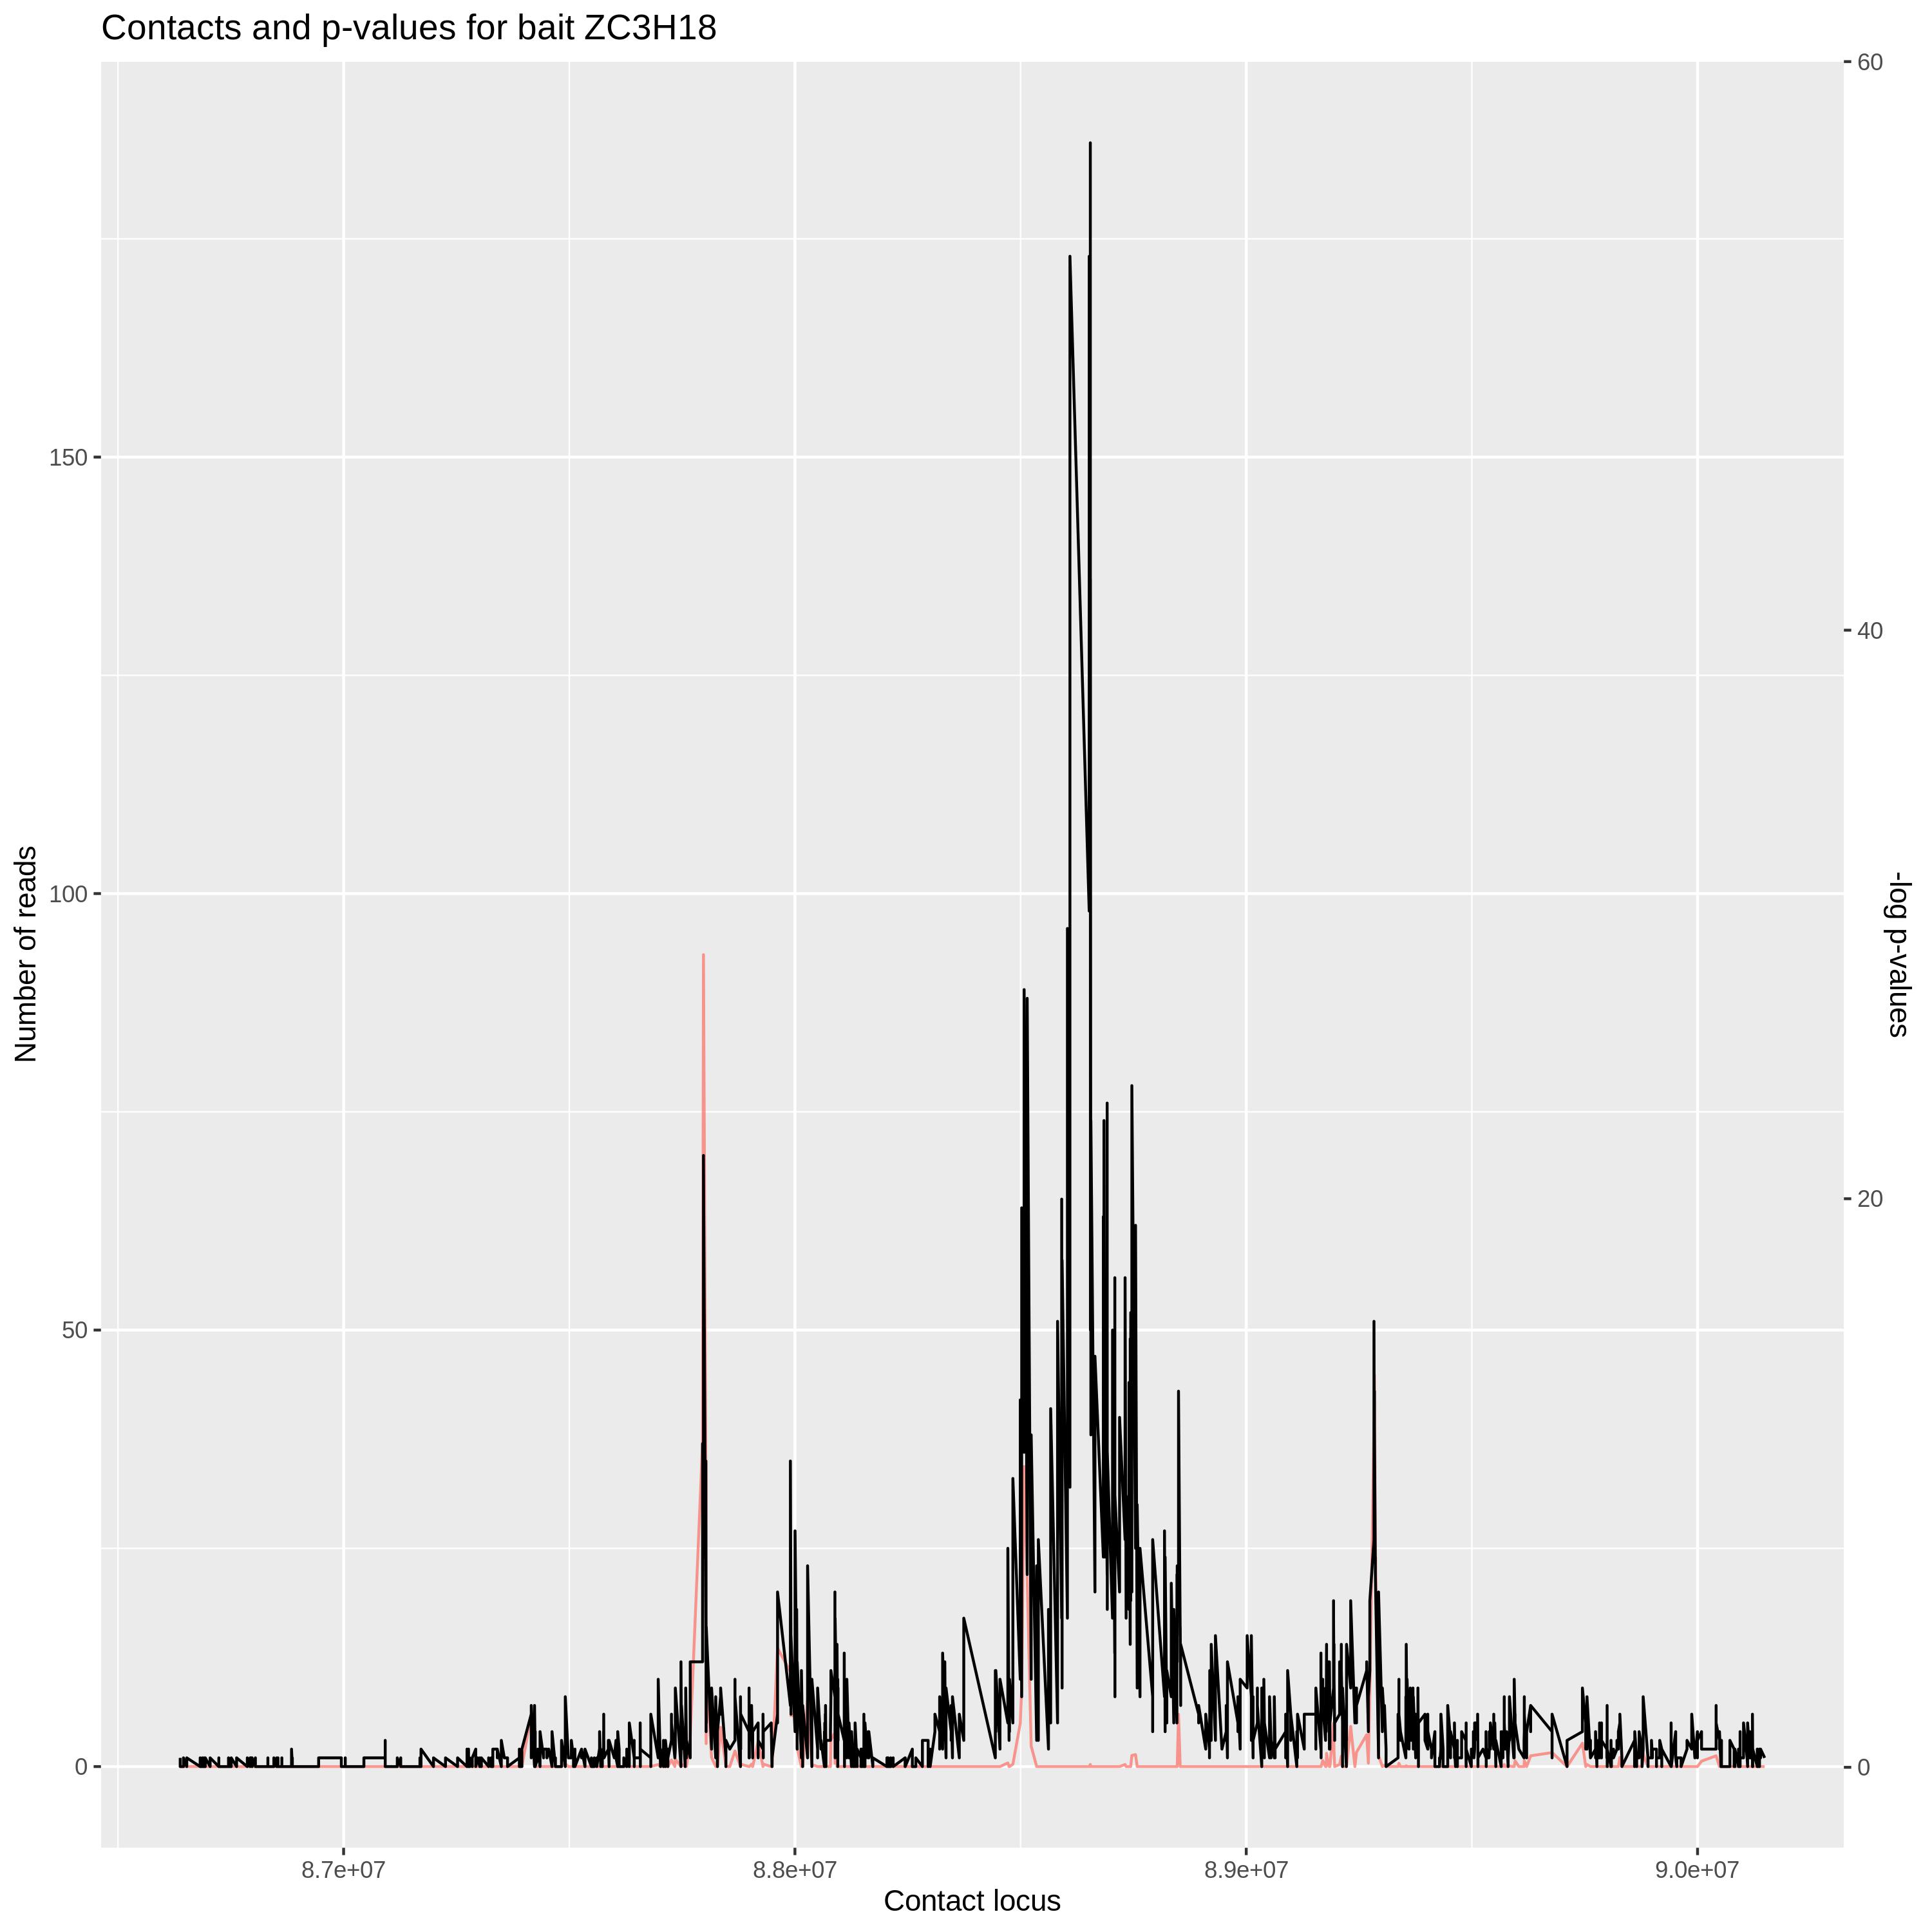 Contacts and p-values for bait ZC3H18
60
150
40
100
Number of reads
-log p-values
20
50
0
0
8.7e+07
8.8e+07
8.9e+07
9.0e+07
Contact locus